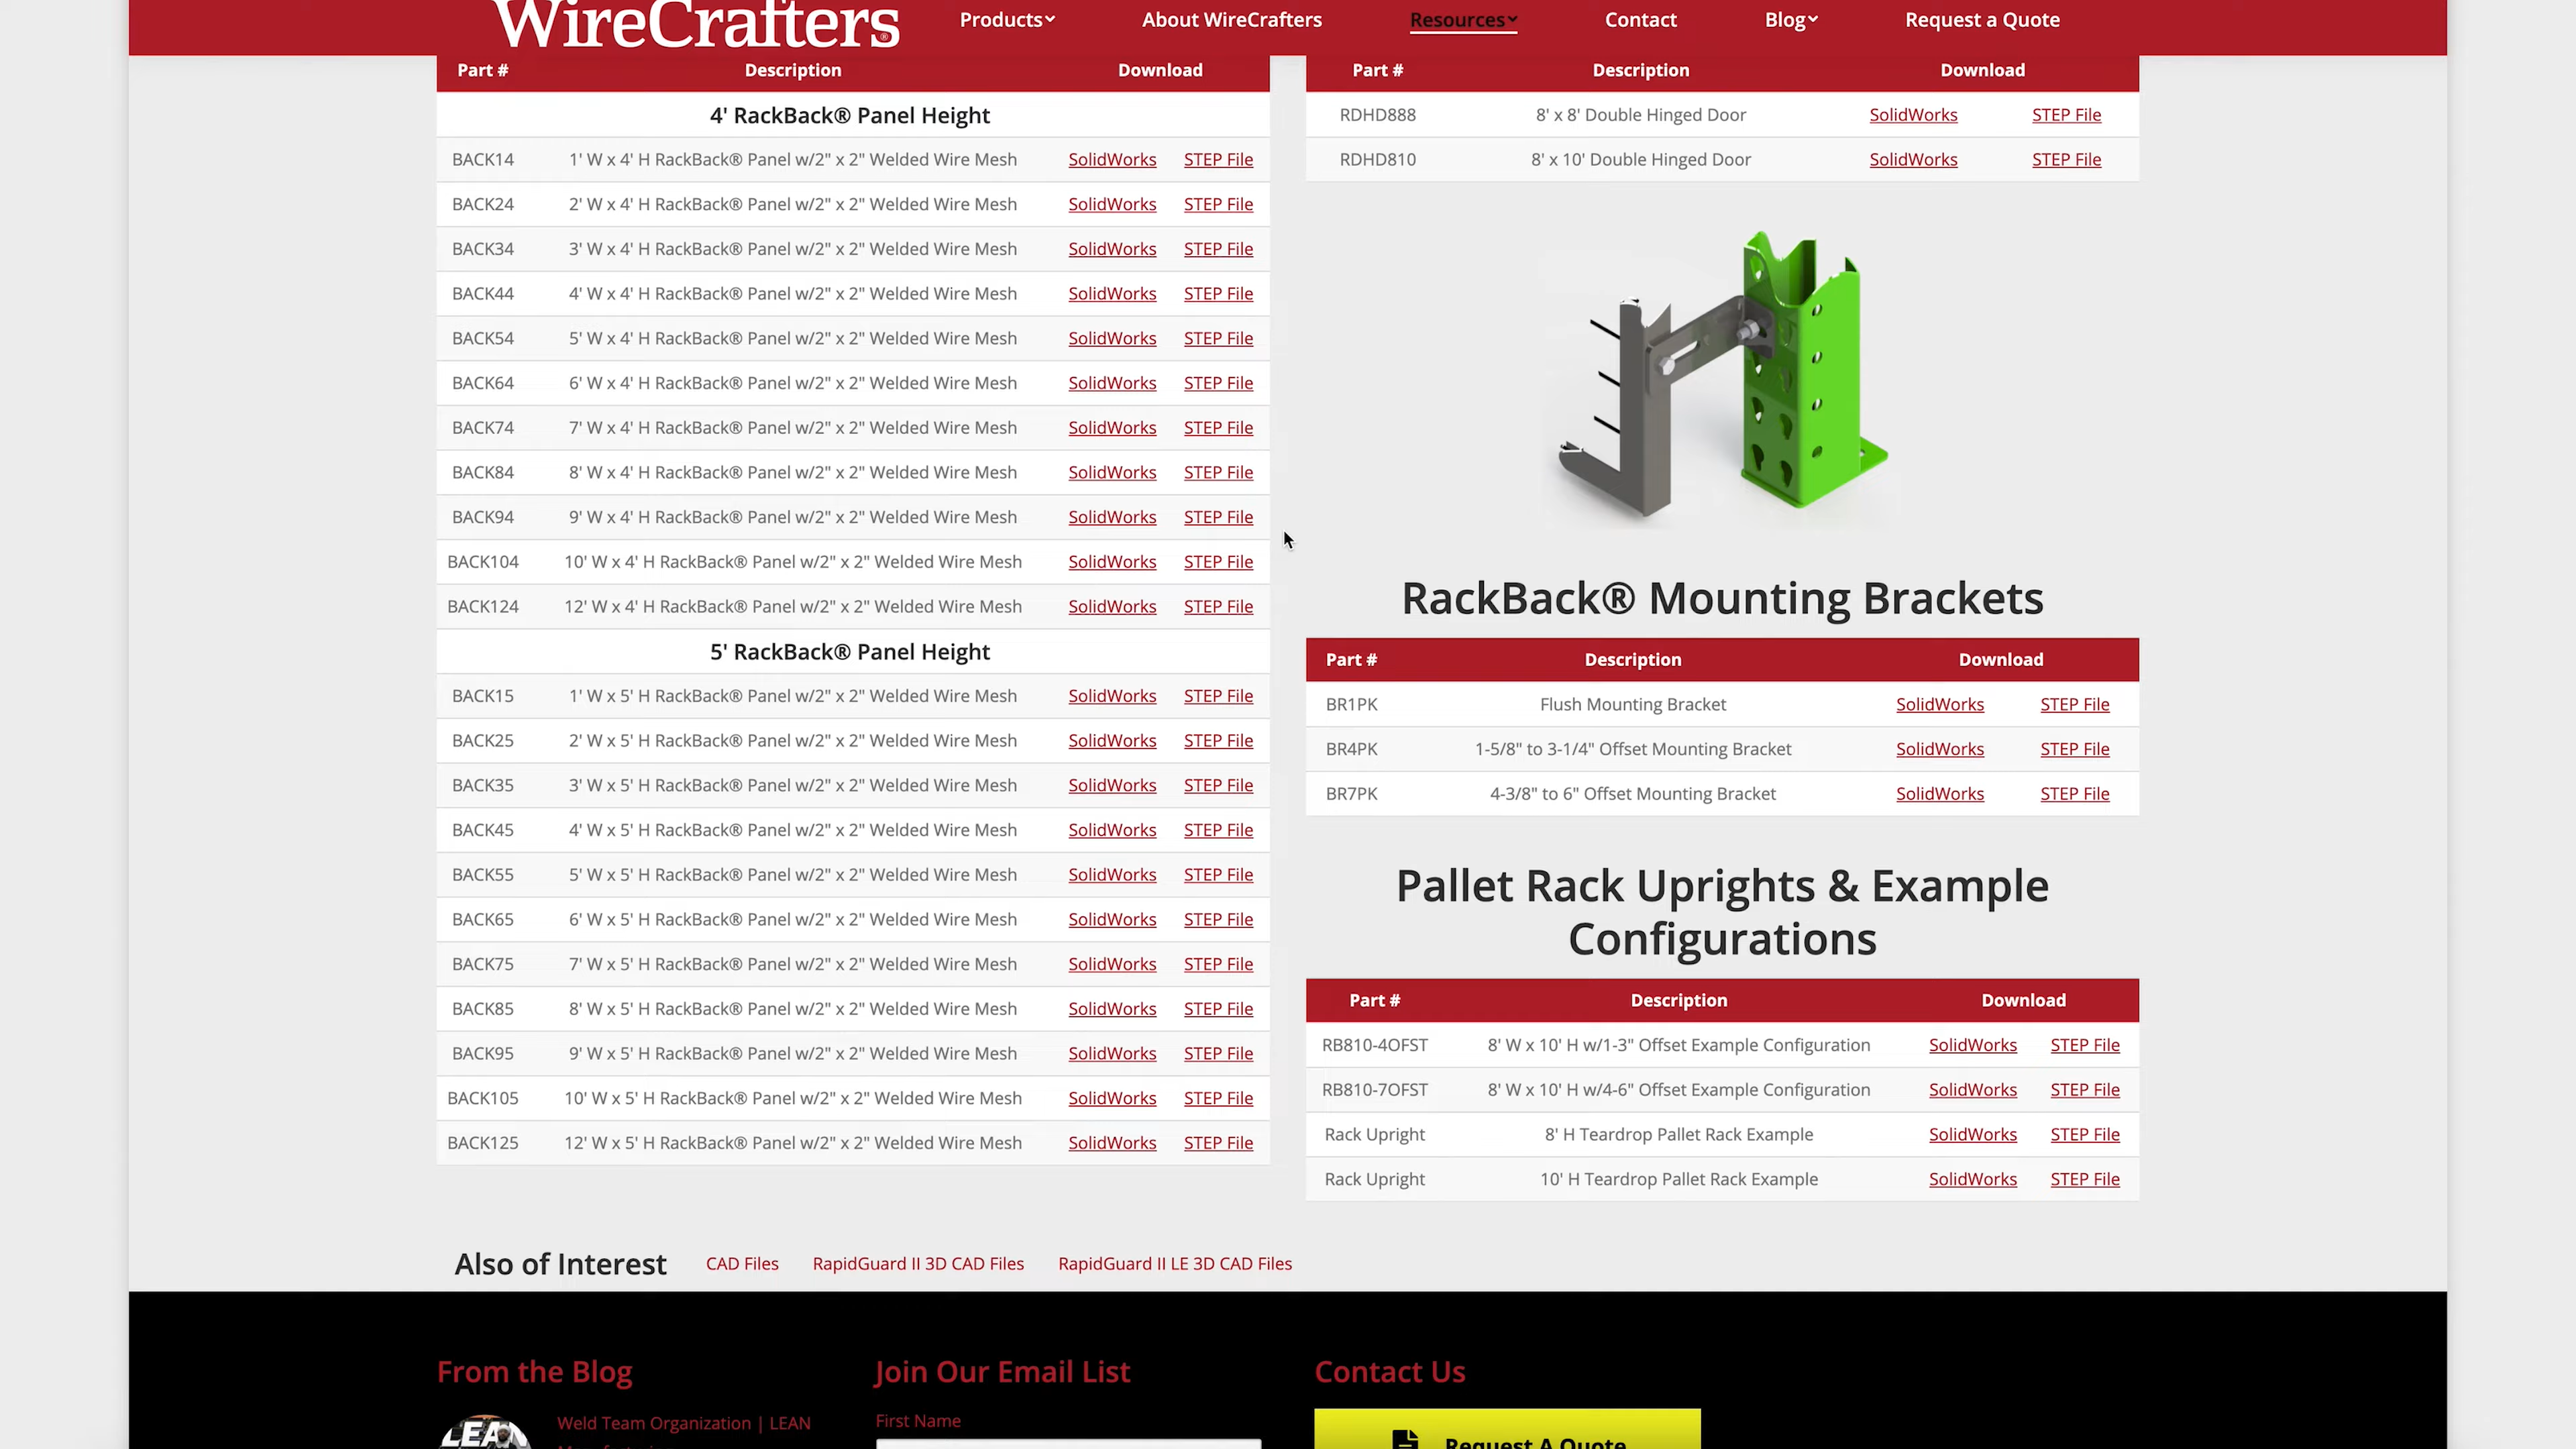 WireCrafters®
Products
About WireCrafters
Resources
Contact
Blog
Request a Quote
Part # Description Download
4' RackBack® Panel Height
BACK14 1' W x 4' H RackBack® Panel w/2" x 2" Welded Wire Mesh SolidWorks STEP File
BACK24 2' W x 4' H RackBack® Panel w/2" x 2" Welded Wire Mesh SolidWorks STEP File
BACK34 3' W x 4' H RackBack® Panel w/2" x 2" Welded Wire Mesh SolidWorks STEP File
BACK44 4' W x 4' H RackBack® Panel w/2" x 2" Welded Wire Mesh SolidWorks STEP File
BACK54 5' W x 4' H RackBack® Panel w/2" x 2" Welded Wire Mesh SolidWorks STEP File
BACK64 6' W x 4' H RackBack® Panel w/2" x 2" Welded Wire Mesh SolidWorks STEP File
BACK74 7' W x 4' H RackBack® Panel w/2" x 2" Welded Wire Mesh SolidWorks STEP File
BACK84 8' W x 4' H RackBack® Panel w/2" x 2" Welded Wire Mesh SolidWorks STEP File
BACK94 9' W x 4' H RackBack® Panel w/2" x 2" Welded Wire Mesh SolidWorks STEP File
BACK104 10' W x 4' H RackBack® Panel w/2" x 2" Welded Wire Mesh SolidWorks STEP File
BACK124 12' W x 4' H RackBack® Panel w/2" x 2" Welded Wire Mesh SolidWorks STEP File
5' RackBack® Panel Height
BACK15 1' W x 5' H RackBack® Panel w/2" x 2" Welded Wire Mesh SolidWorks STEP File
BACK25 2' W x 5' H RackBack® Panel w/2" x 2" Welded Wire Mesh SolidWorks STEP File
BACK35 3' W x 5' H RackBack® Panel w/2" x 2" Welded Wire Mesh SolidWorks STEP File
BACK45 4' W x 5' H RackBack® Panel w/2" x 2" Welded Wire Mesh SolidWorks STEP File
BACK55 5' W x 5' H RackBack® Panel w/2" x 2" Welded Wire Mesh SolidWorks STEP File
BACK65 6' W x 5' H RackBack® Panel w/2" x 2" Welded Wire Mesh SolidWorks STEP File
BACK75 7' W x 5' H RackBack® Panel w/2" x 2" Welded Wire Mesh SolidWorks STEP File
BACK85 8' W x 5' H RackBack® Panel w/2" x 2" Welded Wire Mesh SolidWorks STEP File
BACK95 9' W x 5' H RackBack® Panel w/2" x 2" Welded Wire Mesh SolidWorks STEP File
BACK105 10' W x 5' H RackBack® Panel w/2" x 2" Welded Wire Mesh SolidWorks STEP File
BACK125 12' W x 5' H RackBack® Panel w/2" x 2" Welded Wire Mesh SolidWorks STEP File
Part # Description Download
RDHD888 8' x 8' Double Hinged Door SolidWorks STEP File
RDHD810 8' x 10' Double Hinged Door SolidWorks STEP File
RackBack® Mounting Brackets
Part # Description Download
BR1PK Flush Mounting Bracket SolidWorks STEP File
BR4PK 1-5/8" to 3-1/4" Offset Mounting Bracket SolidWorks STEP File
BR7PK 4-3/8" to 6" Offset Mounting Bracket SolidWorks STEP File
Pallet Rack Uprights & Example
Configurations
Part # Description Download
RB810-4OFST 8' W x 10' H w/1-3" Offset Example Configuration SolidWorks STEP File
RB810-7OFST 8' W x 10' H w/4-6" Offset Example Configuration SolidWorks STEP File
Rack Upright 8' H Teardrop Pallet Rack Example SolidWorks STEP File
Rack Upright 10' H Teardrop Pallet Rack Example SolidWorks STEP File
Also of Interest CAD Files RapidGuard II 3D CAD Files RapidGuard II LE 3D CAD Files
From the Blog
LEAN
Weld Team Organization | LEAN
Join Our Email List
First Name
Contact Us
Request A Quote